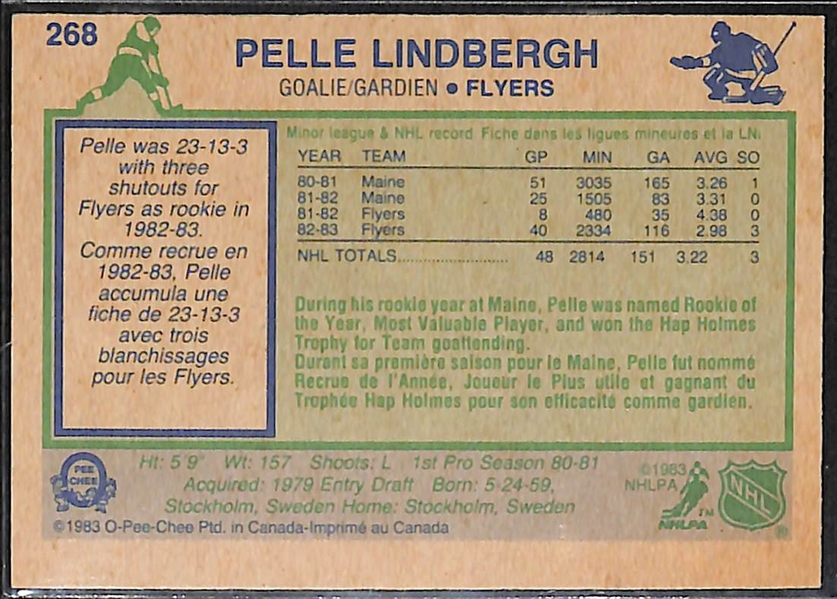 268
PELLE LINDBERGH
GOALIE/GARDIEN • FLYERS
Pelle was 23-13-3
with three
shutouts for
Flyers as rookie in
1982-83.
Comme recrue en
1982-83, Pelle
accumula une
fiche de 23-13-3
avec trois
blanchissages
pour les Flyers.
Minor league & NHL record Fiche dans les ligues mineures et la LN
YEAR TEAM GP MIN GA AVG SO
80-81 Maine 51 3035 165 3.26 1
81-82 Maine 25 1505 83 3.31 0
81-82 Flyers 8 480 35 4.38 0
82-83 Flyers 40 2334 116 2.98 3
NHL TOTALS 48 2814 151 3.22 3
During his rookie year at Maine, Pelle was named Rookie of
the Year, Most Valuable Player, and won the Hap Holmes
Trophy for Team goaltending.
Durant sa première saison pour le Maine, Pelle fut nommé
Recrue de l'Année, Joueur le Plus utile et gagnant du
Trophée Hap Holmes pour son efficacité comme gardien.
PEE
CHEE
Ht: 5'9" Wt: 157 Shoots: L 1st Pro Season 80-81
Acquired: 1979 Entry Draft Born: 5-24-59,
Stockholm, Sweden Home: Stockholm, Sweden
©1983 O-Pee-Chee Ptd. in Canada-Imprimé au Canada
©1983
NHLPA
NHLPA
TM
NHL
®